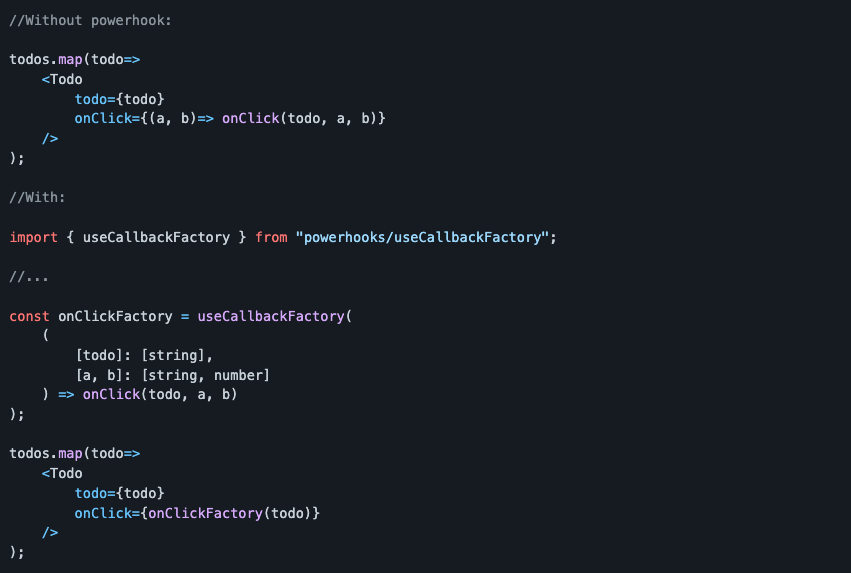 //Without powerhook:
todos.map(todo=>
    <Todo
        todo={todo}
        onClick={(a, b)=> onClick(todo, a, b)}
    />
);
//With:
import { useCallbackFactory } from "powerhooks/useCallbackFactory";
//...
const onClickFactory = useCallbackFactory(
    (
        [todo]: [string],
        [a, b]: [string, number]
    ) => onClick(todo, a, b)
);
todos.map(todo=>
    <Todo
        todo={todo}
        onClick={onClickFactory(todo)}
    />
);